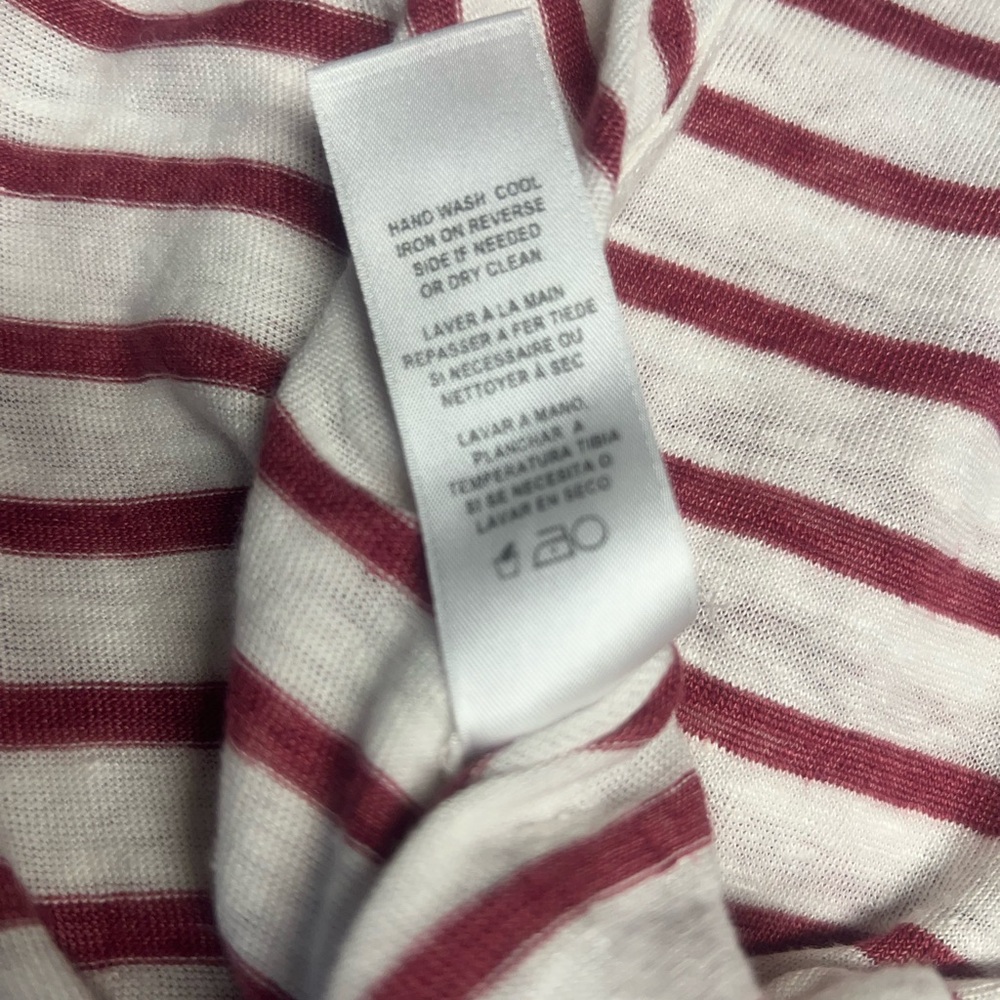 HAND WASH COOL
IRON ON REVERSE
SIDE IF NEEDED
OR DRY CLEAN
LAVER À LA MAIN
REPASSER À FER TIEDE
SI NECESSAIRE OU
NETTOYER À SEC
LAVAR A MANO.
PLANCHAR A
TEMPERATURA TIBIA
SI SE NECESITA O
LAVAR EN SECO